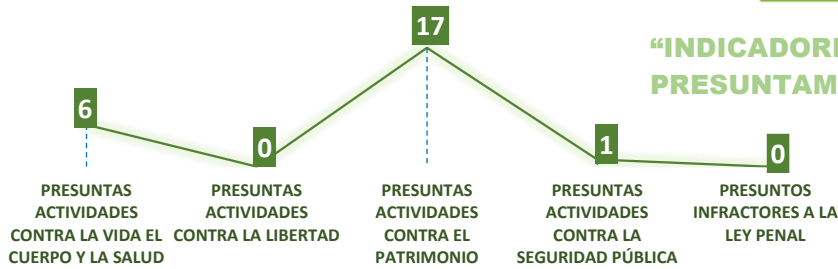 17
“INDICADORE
PRESUNTAM
6
0
1
0
PRESUNTAS
ACTIVIDADES
CONTRA LA VIDA EL
CUERPO Y LA SALUD
PRESUNTAS
ACTIVIDADES
CONTRA LA LIBERTAD
PRESUNTAS
ACTIVIDADES
CONTRA EL
PATRIMONIO
PRESUNTAS
ACTIVIDADES
CONTRA LA
SEGURIDAD PÚBLICA
PRESUNTOS
INFRACTORES A LA
LEY PENAL